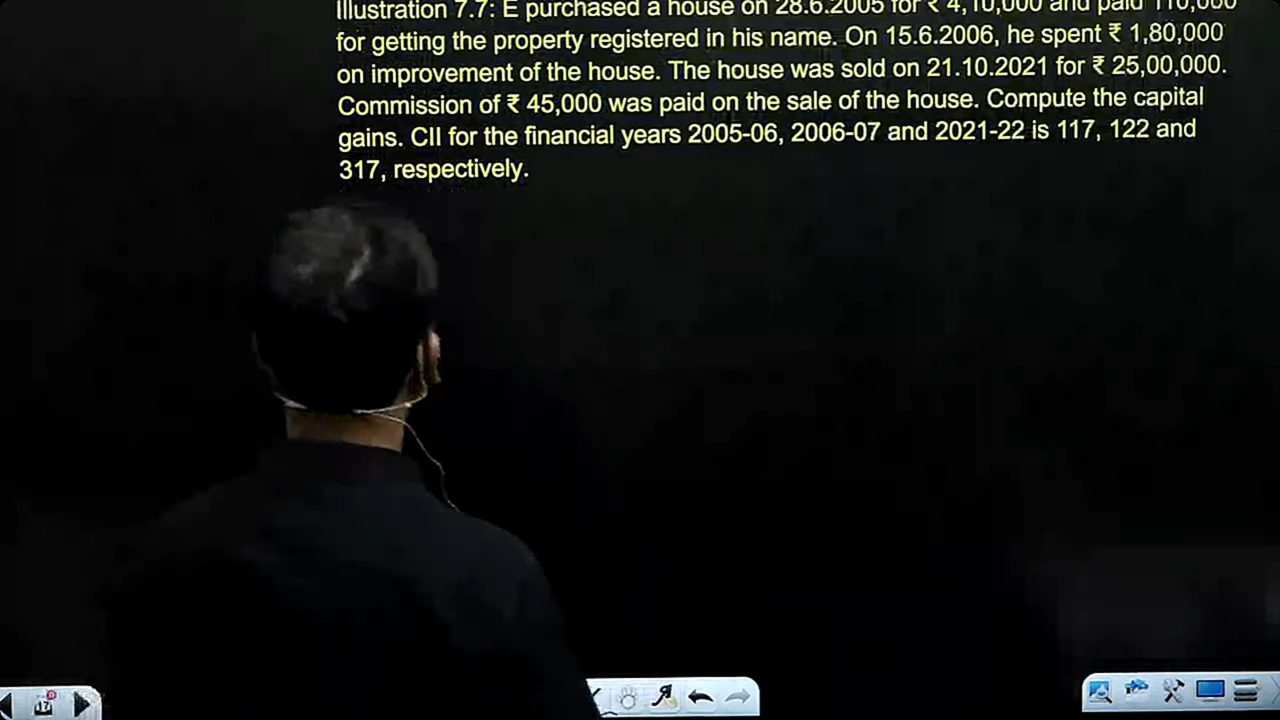 Illustration 7.7: E purchased a house on 28.6.2005 for ₹ 4,10,000 and paid 110,000
for getting the property registered in his name. On 15.6.2006, he spent ₹ 1,80,000
on improvement of the house. The house was sold on 21.10.2021 for ₹ 25,00,000.
Commission of ₹ 45,000 was paid on the sale of the house. Compute the capital
gains. CII for the financial years 2005-06, 2006-07 and 2021-22 is 117, 122 and
317, respectively.
17